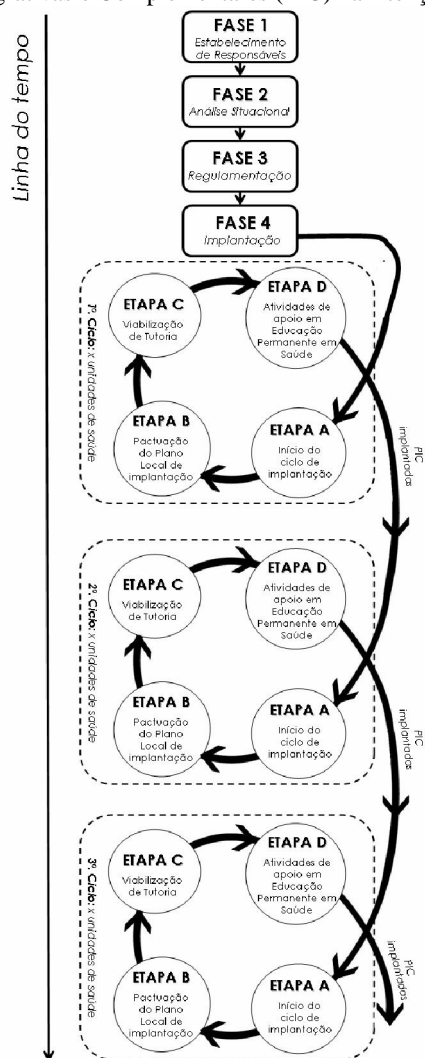 Complementares
Linha do tempo
FASE 1
Estabelecimento
de Responsáveis
FASE 2
Análise Situacional
FASE 3
Regulamentação
FASE 4
Implantação
1º. Ciclo: x unidades de saúde
ETAPA C
Viabilização
de Tutoria
ETAPA D
Atividades de
apoio em
Educação
Permanente em
Saúde
ETAPA B
Pactuação
do Plano
Local de
implantação
ETAPA A
Início do
ciclo de
implantação
PIC
implantadas
2º. Ciclo: x unidades de saúde
ETAPA C
Viabilização
de Tutoria
ETAPA D
Atividades de
apoio em
Educação
Permanente em
Saúde
ETAPA B
Pactuação
do Plano
Local de
implantação
ETAPA A
Início do
ciclo de
implantação
PIC
implantadas
3º. Ciclo: x unidades de saúde
ETAPA C
Viabilização
de Tutoria
ETAPA D
Atividades de
apoio em
Educação
Permanente em
Saúde
ETAPA B
Pactuação
do Plano
Local de
implantação
ETAPA A
Início do
ciclo de
implantação
PIC
implantadas